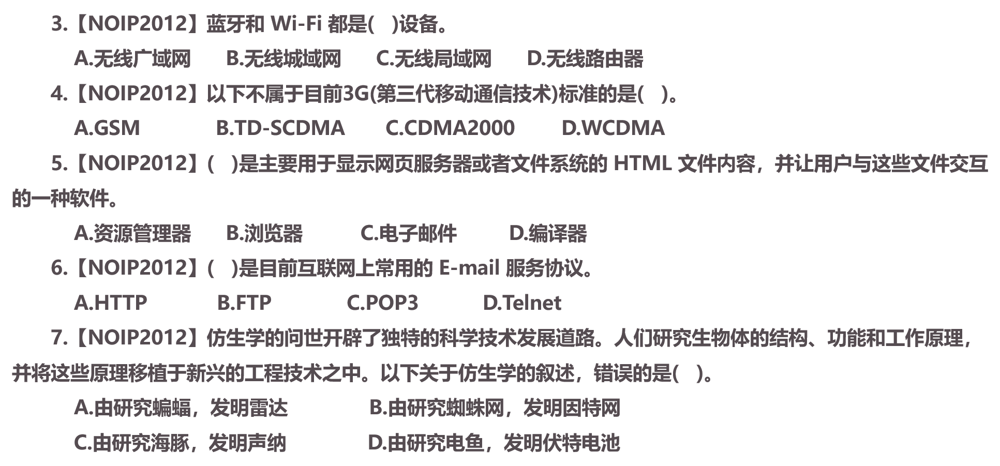 3.【NOIP2012】蓝牙和 Wi-Fi 都是(   )设备。
A.无线广域网 B.无线城域网 C.无线局域网 D.无线路由器
4.【NOIP2012】以下不属于目前3G(第三代移动通信技术)标准的是(   )。
A.GSM B.TD-SCDMA C.CDMA2000 D.WCDMA
5.【NOIP2012】(   )是主要用于显示网页服务器或者文件系统的 HTML 文件内容，并让用户与这些文件交互
的一种软件。
A.资源管理器 B.浏览器 C.电子邮件 D.编译器
6.【NOIP2012】(   )是目前互联网上常用的 E-mail 服务协议。
A.HTTP B.FTP C.POP3 D.Telnet
7.【NOIP2012】仿生学的问世开辟了独特的科学技术发展道路。人们研究生物体的结构、功能和工作原理，
并将这些原理移植于新兴的工程技术之中。以下关于仿生学的叙述，错误的是(   )。
A.由研究蝙蝠，发明雷达 B.由研究蜘蛛网，发明因特网
C.由研究海豚，发明声纳 D.由研究电鱼，发明伏特电池